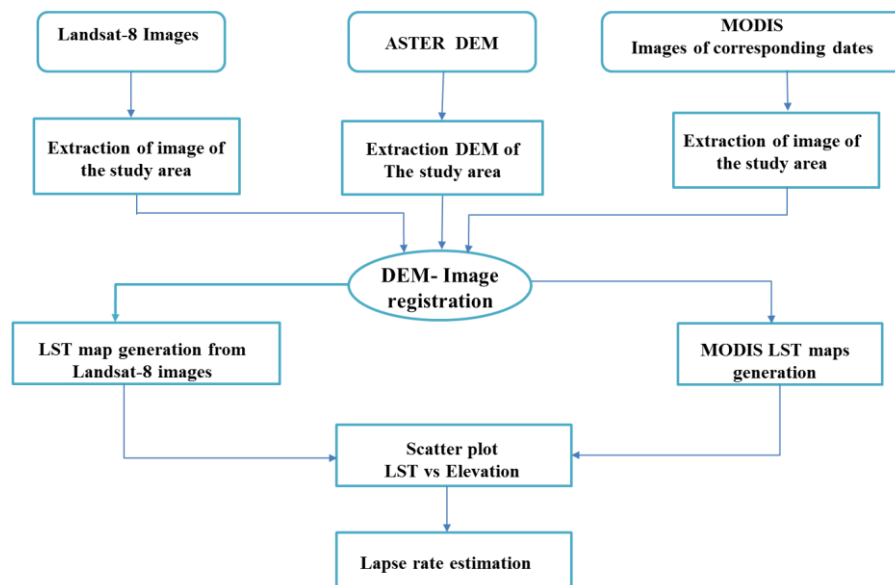 Landsat-8 Images
ASTER DEM
MODIS
Images of corresponding dates
Extraction of image of
the study area
Extraction DEM of
The study area
Extraction of image of
the study area
DEM- Image
registration
LST map generation from
Landsat-8 images
MODIS LST maps
generation
Scatter plot
LST vs Elevation
Lapse rate estimation